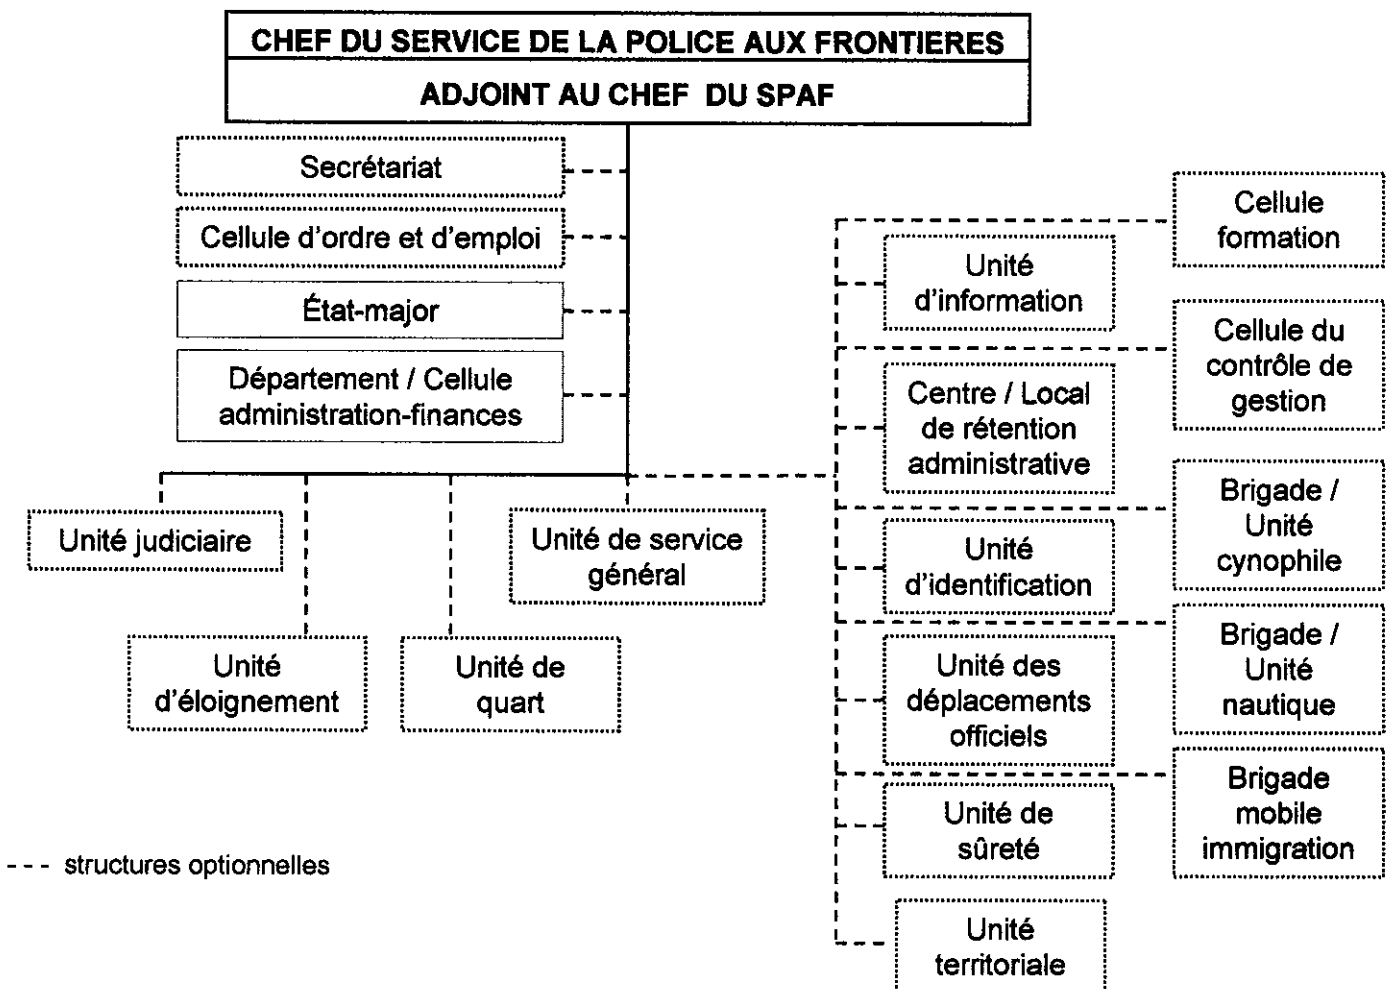 CHEF DU SERVICE DE LA POLICE AUX FRONTIERES
ADJOINT AU CHEF DU SPAF
Secrétariat
Cellule d'ordre et d'emploi
État-major
Département / Cellule
administration-finances
Unité judiciaire
Unité de service
général
Unité
d'éloignement
Unité de
quart
Unité
d'information
Centre / Local
de rétention
administrative
Unité
d'identification
Unité des
déplacements
officiels
Unité de
sûreté
Unité
territoriale
Cellule
formation
Cellule du
contrôle de
gestion
Brigade /
Unité
cynophile
Brigade /
Unité
nautique
Brigade
mobile
immigration
--- structures optionnelles